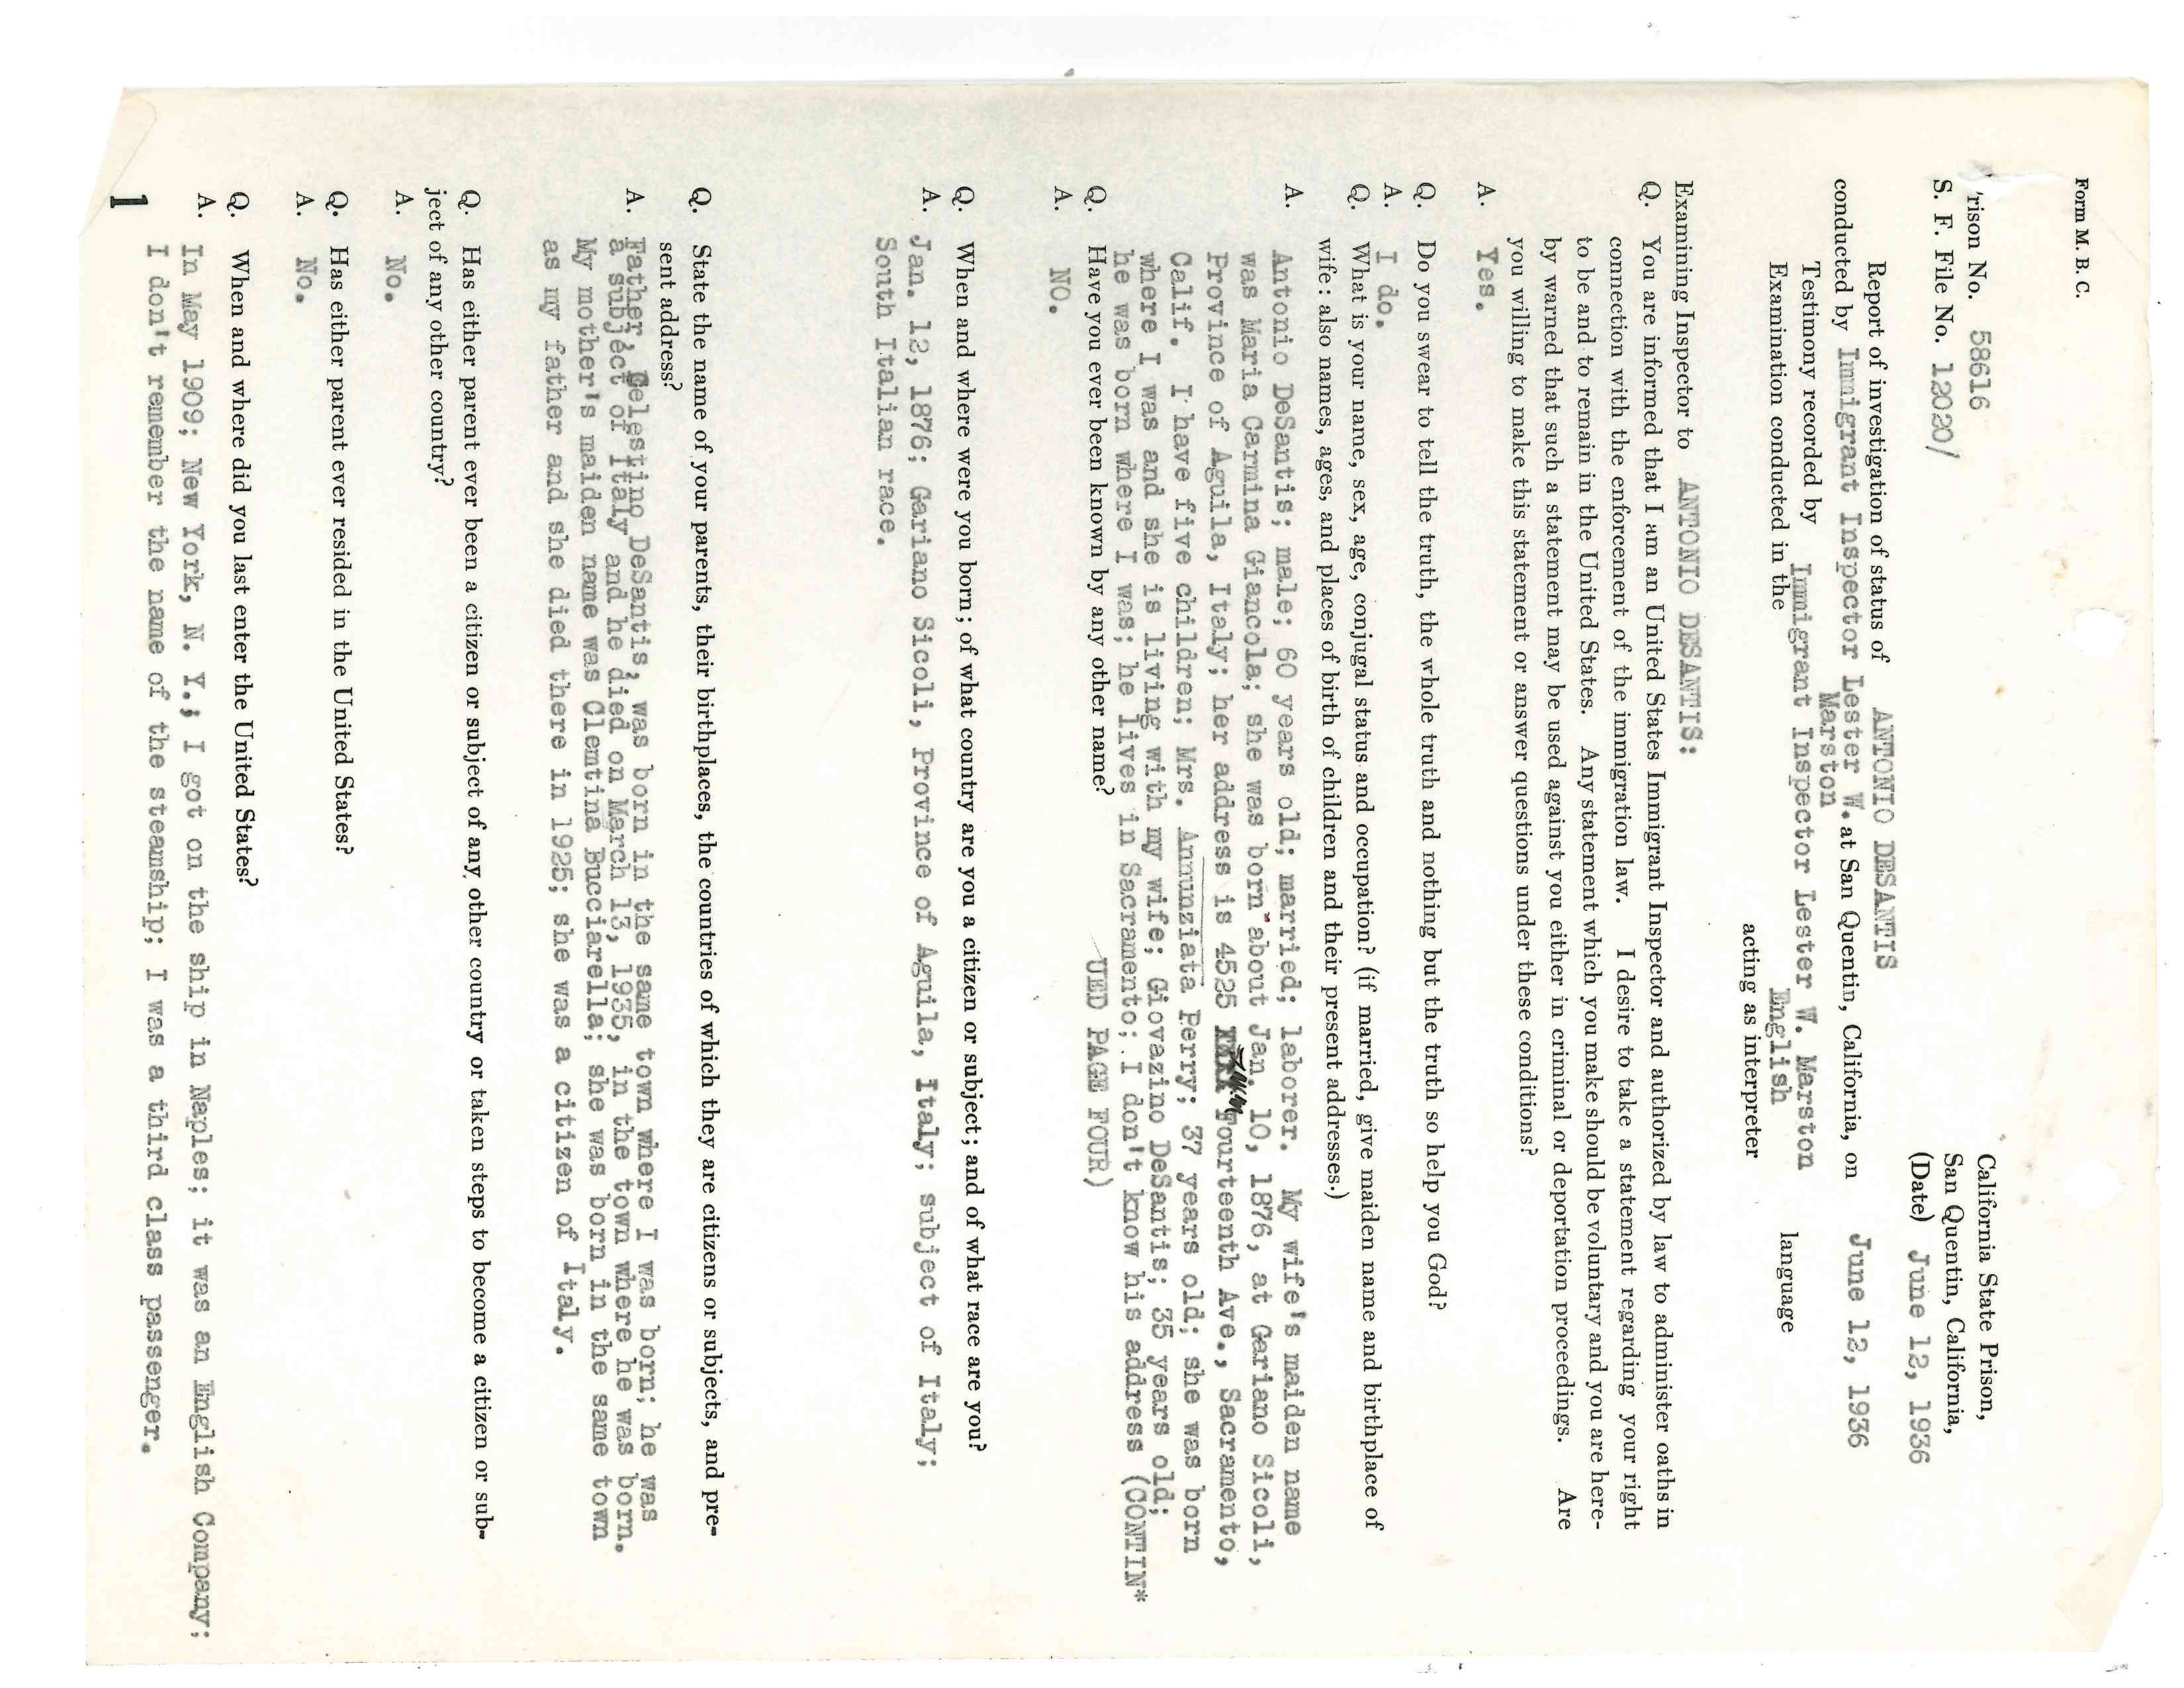 Form M. B. C.
'rison No. 58616
S. F. File No. 12020/
California State Prison,
San Quentin, California,
(Date) June 12, 1936
Report of investigation of status of ANTONIO DESANTIS
conducted by Immigrant Inspector Lester W. at San Quentin, California, on June 12, 1936
Marston
Testimony recorded by Immigrant Inspector Lester W. Marston
Examination conducted in the English language
acting as interpreter
Examining Inspector to ANTONIO DESANTIS:
Q. You are informed that I am an United States Immigrant Inspector and authorized by law to administer oaths in
connection with the enforcement of the immigration law. I desire to take a statement regarding your right
to be and to remain in the United States. Any statement which you make should be voluntary and you are here-
by warned that such a statement may be used against you either in criminal or deportation proceedings. Are
you willing to make this statement or answer questions under these conditions?
A. Yes.
Q. Do you swear to tell the truth, the whole truth and nothing but the truth so help you God?
A. I do.
Q. What is your name, sex, age, conjugal status and occupation? (if married, give maiden name and birthplace of
wife: also names, ages, and places of birth of children and their present addresses.)
A. Antonio DeSantis; male; 60 years old; married; laborer. My wife's maiden name
was Maria Carmina Giancola; she was born about Jan. 10, 1876, at Gariano Sicoli,
Province of Aguila, Italy; her address is 4525 Fourteenth Ave., Sacramento,
Calif. I have five children; Mrs. Annunziata Perry; 37 years old; she was born
where I was and she is living with my wife; Giovazino DeSantis; 35 years old;
he was born where I was; he lives in Sacramento; I don't know his address (CONTIN*
Q. Have you ever been known by any other name? UED PAGE FOUR)
A. NO.
Q. When and where were you born; of what country are you a citizen or subject; and of what race are you?
A. Jan. 12, 1876; Gariano Sicoli, Province of Aguila, Italy; subject of Italy;
South Italian race.
Q. State the name of your parents, their birthplaces, the countries of which they are citizens or subjects, and pre-
sent address?
A. Father, Celestino DeSantis, was born in the same town where I was born; he was
a subject of Italy and he died on March 13, 1935, in the town where he was born.
My mother's maiden name was Clemtina Bucciarella; she was born in the same town
as my father and she died there in 1925; she was a citizen of Italy.
Q. Has either parent ever been a citizen or subject of any other country or taken steps to become a citizen or sub-
ject of any other country?
A. No.
Q. Has either parent ever resided in the United States?
A. No.
Q. When and where did you last enter the United States?
A. In May 1909; New York, N. Y.; I got on the ship in Naples; it was an English Company;
I don't remember the name of the steamship; I was a third class passenger.
1